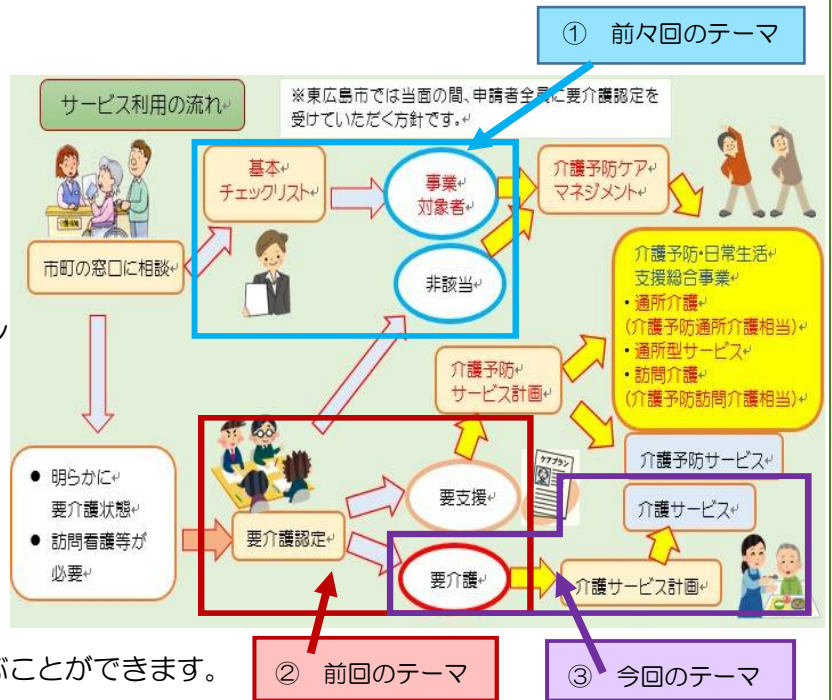 ① 前々回のテーマ
サービス利用の流れ
※東広島市では当面の間、申請者全員に要介護認定を
受けていただく方針です。
基本
チェックリスト
事業
対象者
介護予防ケア
マネジメント
市町の窓口に相談
非該当
介護予防・日常生活
支援総合事業
・通所介護
(介護予防通所介護相当)
・通所型サービス
・訪問介護
(介護予防訪問介護相当)
介護予防
サービス計画
● 明らかに
要介護状態
● 訪問看護等が
必要
要介護認定
要支援
ケアプラン
介護予防サービス
介護サービス
要介護
介護サービス計画
ぶことができます。
② 前回のテーマ
③ 今回のテーマ